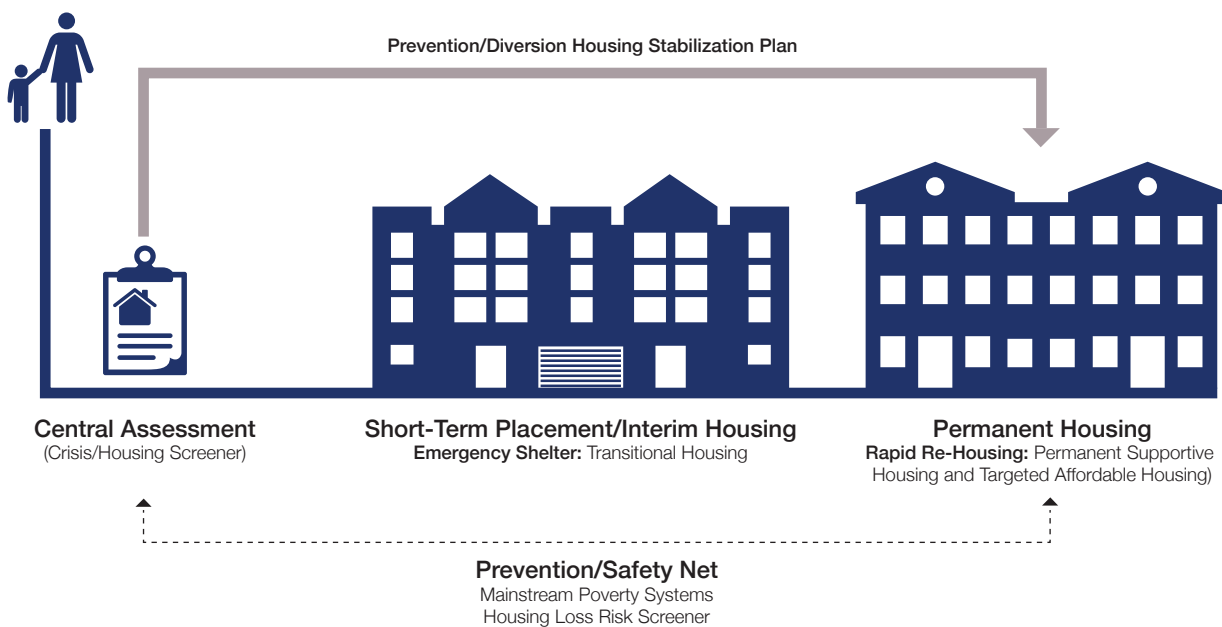 Prevention/Diversion Housing Stabilization Plan
Central Assessment
(Crisis/Housing Screener)
Short-Term Placement/Interim Housing
Emergency Shelter: Transitional Housing
Permanent Housing
Rapid Re-Housing: Permanent Supportive
Housing and Targeted Affordable Housing)
Prevention/Safety Net
Mainstream Poverty Systems
Housing Loss Risk Screener